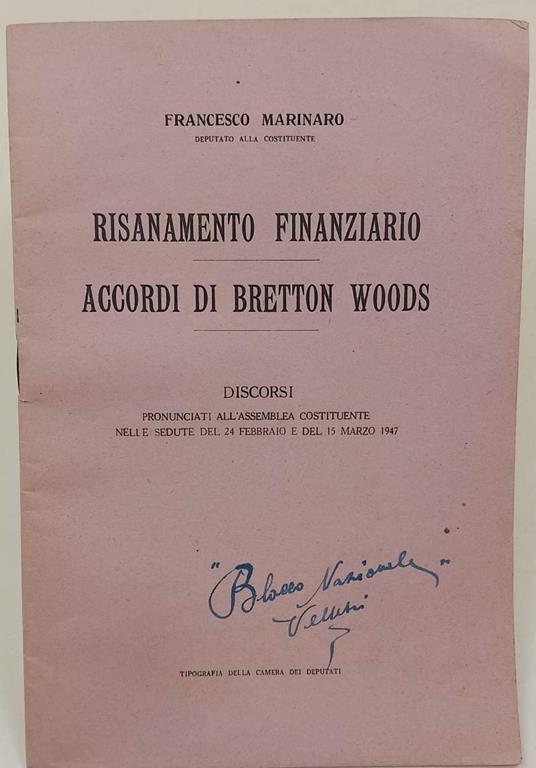 FRANCESCO MARINARO
DEPUTATO ALLA COSTITUENTE
RISANAMENTO FINANZIARIO
ACCORDI DI BRETTON WOODS
DISCORSI
PRONUNCIATI ALL'ASSEMBLEA COSTITUENTE
NELLE SEDUTE DEL 24 FEBBRAIO E DEL 15 MARZO 1947
"Blocco Nazionale"
Velletri
TIPOGRAFIA DELLA CAMERA DEI DEPUTATI